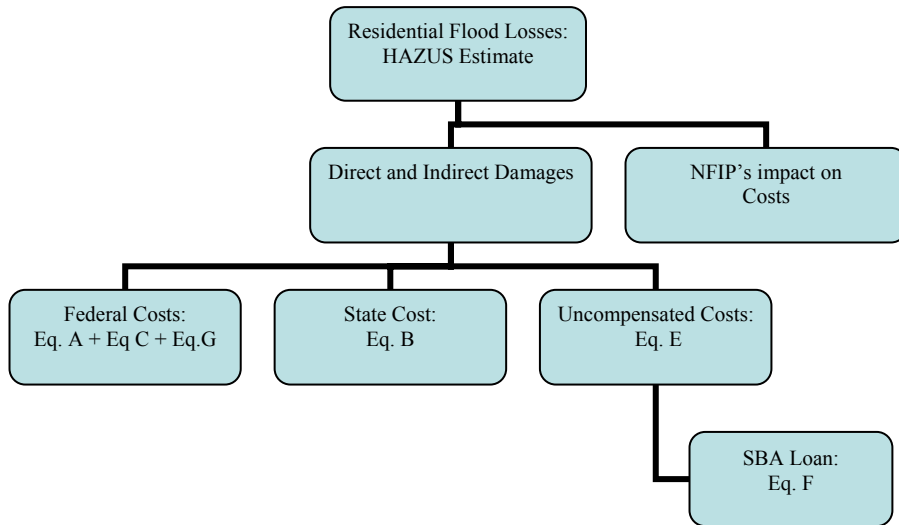 Residential Flood Losses:
HAZUS Estimate
Direct and Indirect Damages
NFIP’s impact on
Costs
Federal Costs:
Eq. A + Eq C + Eq.G
State Cost:
Eq. B
Uncompensated Costs:
Eq. E
SBA Loan:
Eq. F